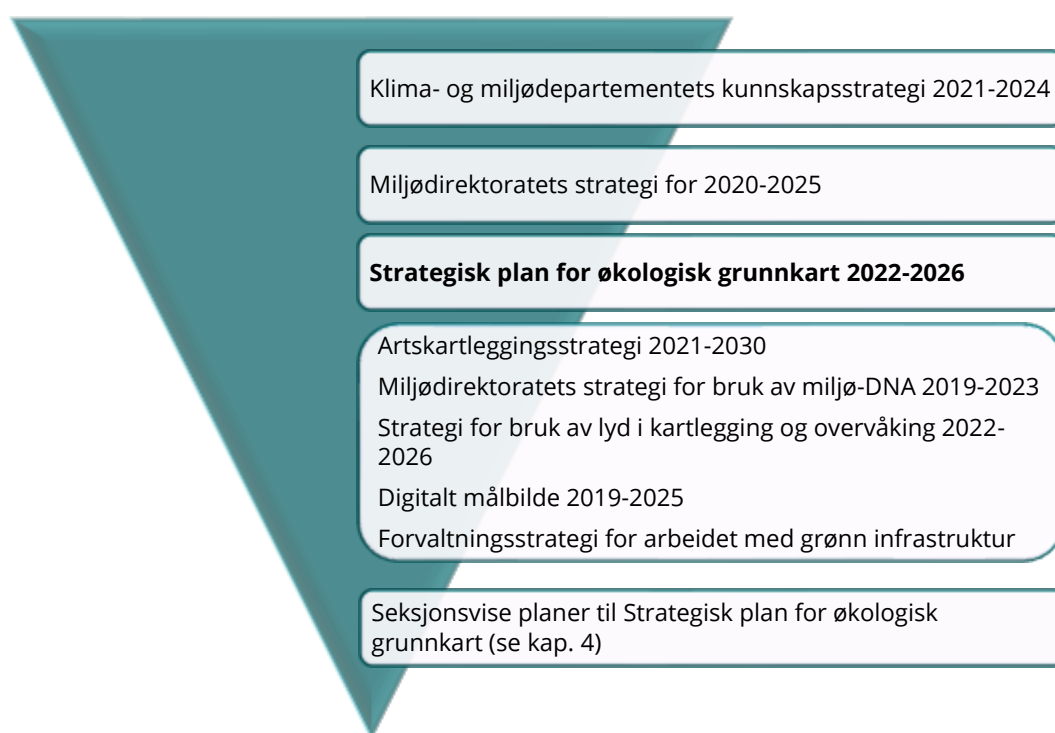 Klima- og miljødepartementets kunnskapsstrategi 2021-2024
Miljødirektoratets strategi for 2020-2025
Strategisk plan for økologisk grunnkart 2022-2026
Artskartleggingsstrategi 2021-2030
Miljødirektoratets strategi for bruk av miljø-DNA 2019-2023
Strategi for bruk av lyd i kartlegging og overvåking 2022-
2026
Digitalt målbilde 2019-2025
Forvaltningsstrategi for arbeidet med grønn infrastruktur
Seksjonsvise planer til Strategisk plan for økologisk
grunnkart (se kap. 4)